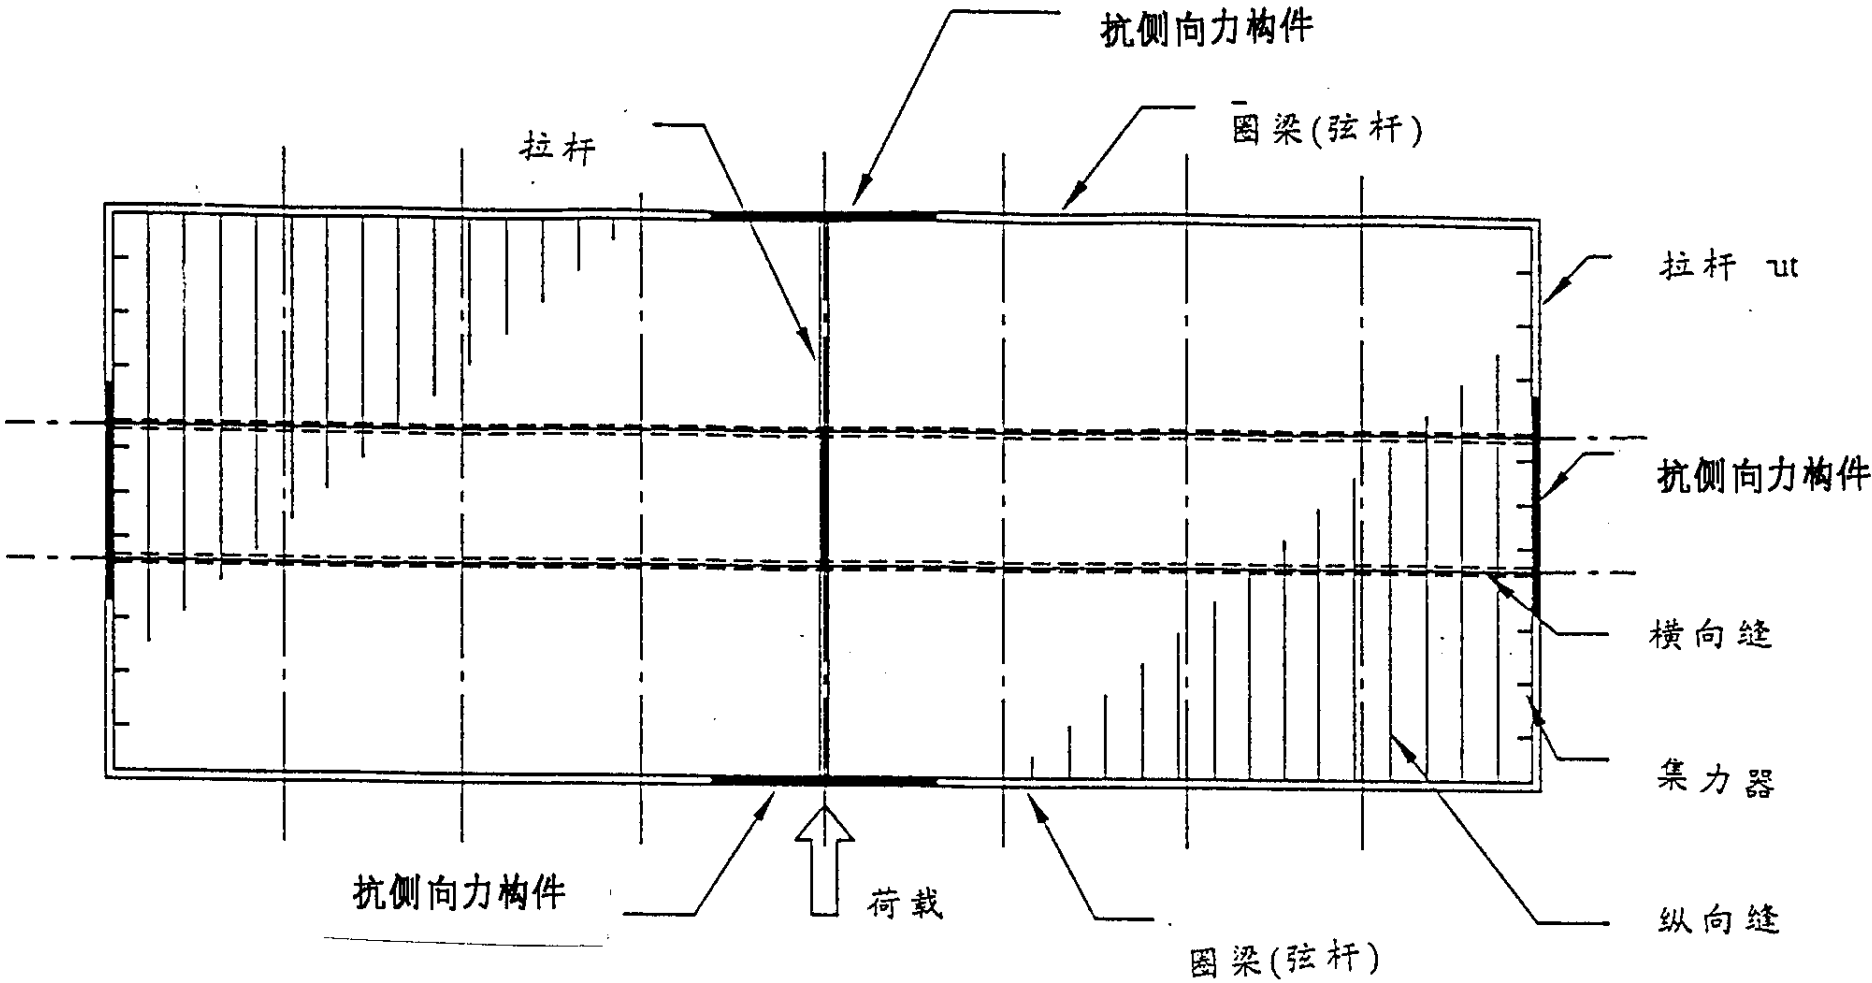 抗侧向力构件
圈梁(弦杆)
拉杆
拉杆 ut
抗侧向力构件
横向缝
集力器
抗侧向力构件
荷载
纵向缝
圈梁(弦杆)